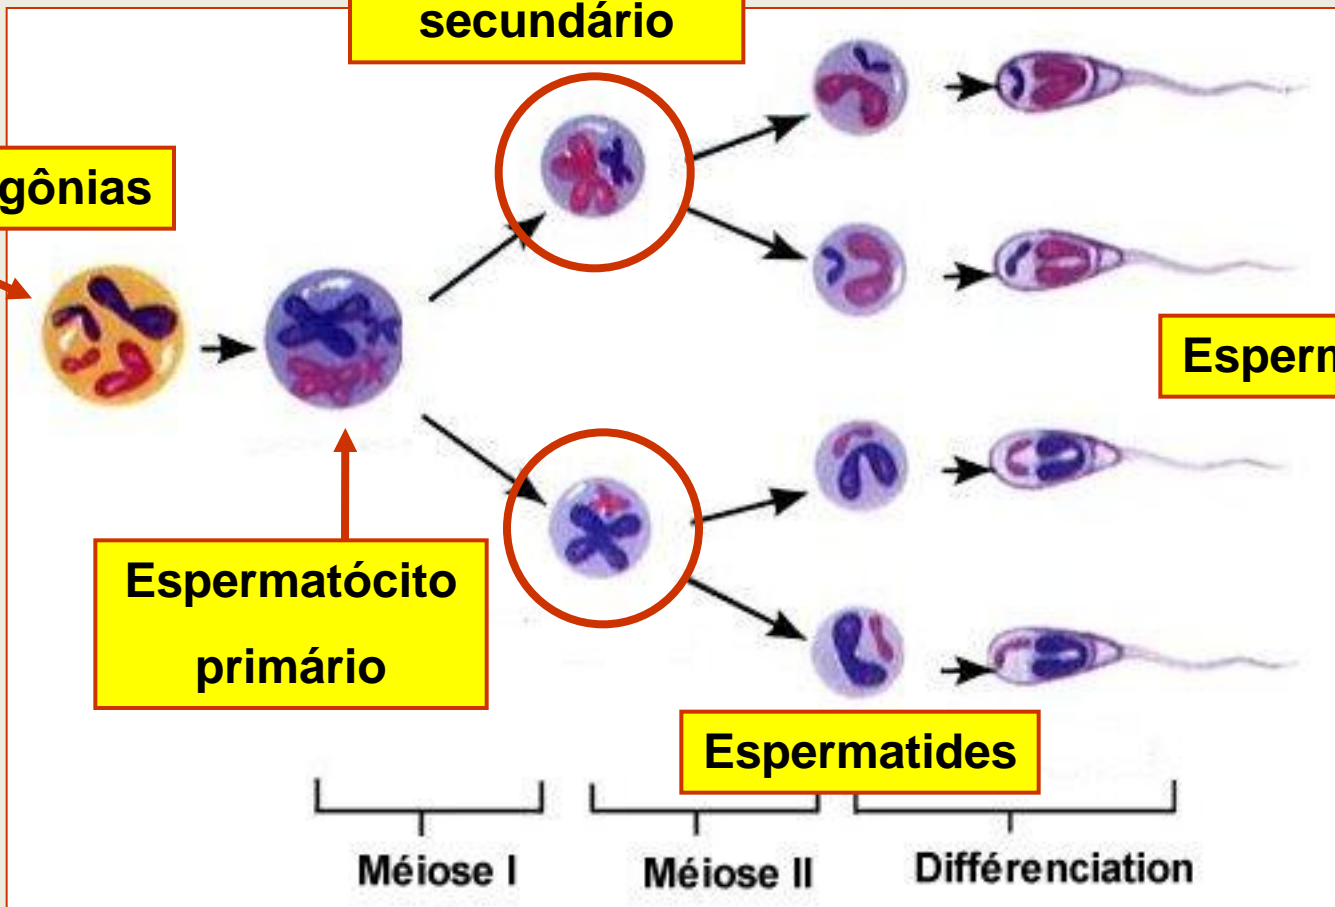 secundário
gônias
Esperm
Espermatócito
primário
Espermatides
Méiose I
Méiose II
Différenciation